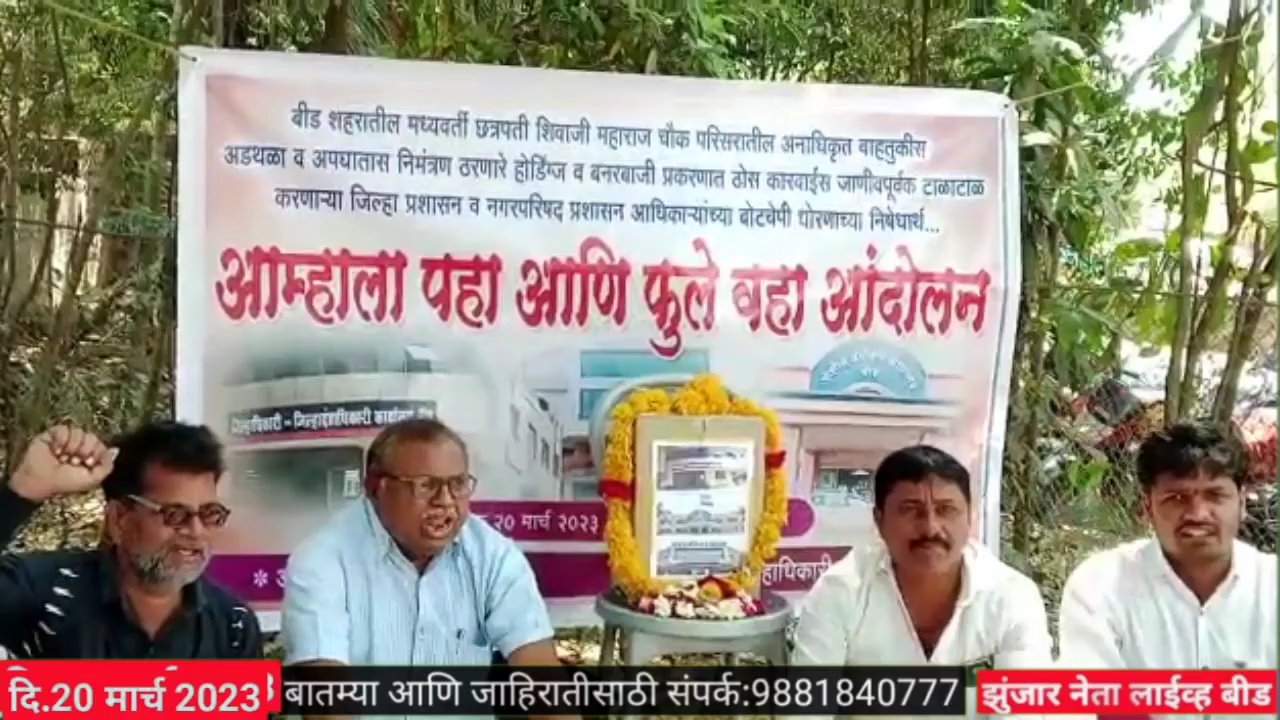 बीड शहरातील मध्यवर्ती छत्रपती शिवाजी महाराज चौक परिसरातील अनाधिकृत वाहतुकीस
अडथळा व अपघातास निमंत्रण ठरणारे होर्डिंग्ज व बनरबाजी प्रकरणात ठोस कारवाईस जाणीवपूर्वक टाळाटाळ
करणाऱ्या जिल्हा प्रशासन व नगरपरिषद प्रशासन आधिकाऱ्यांच्या बोटचेपी धोरणाच्या निषेधार्थ...
आम्हाला पहा आणि फुले वहा आंदोलन
जिल्हाधिकारी कार्यालय
२० मार्च २०२३
दि.20 मार्च 2023
बातम्या आणि जाहिरातीसाठी संपर्क:9881840777
झुंजार नेता लाईव्ह बीड